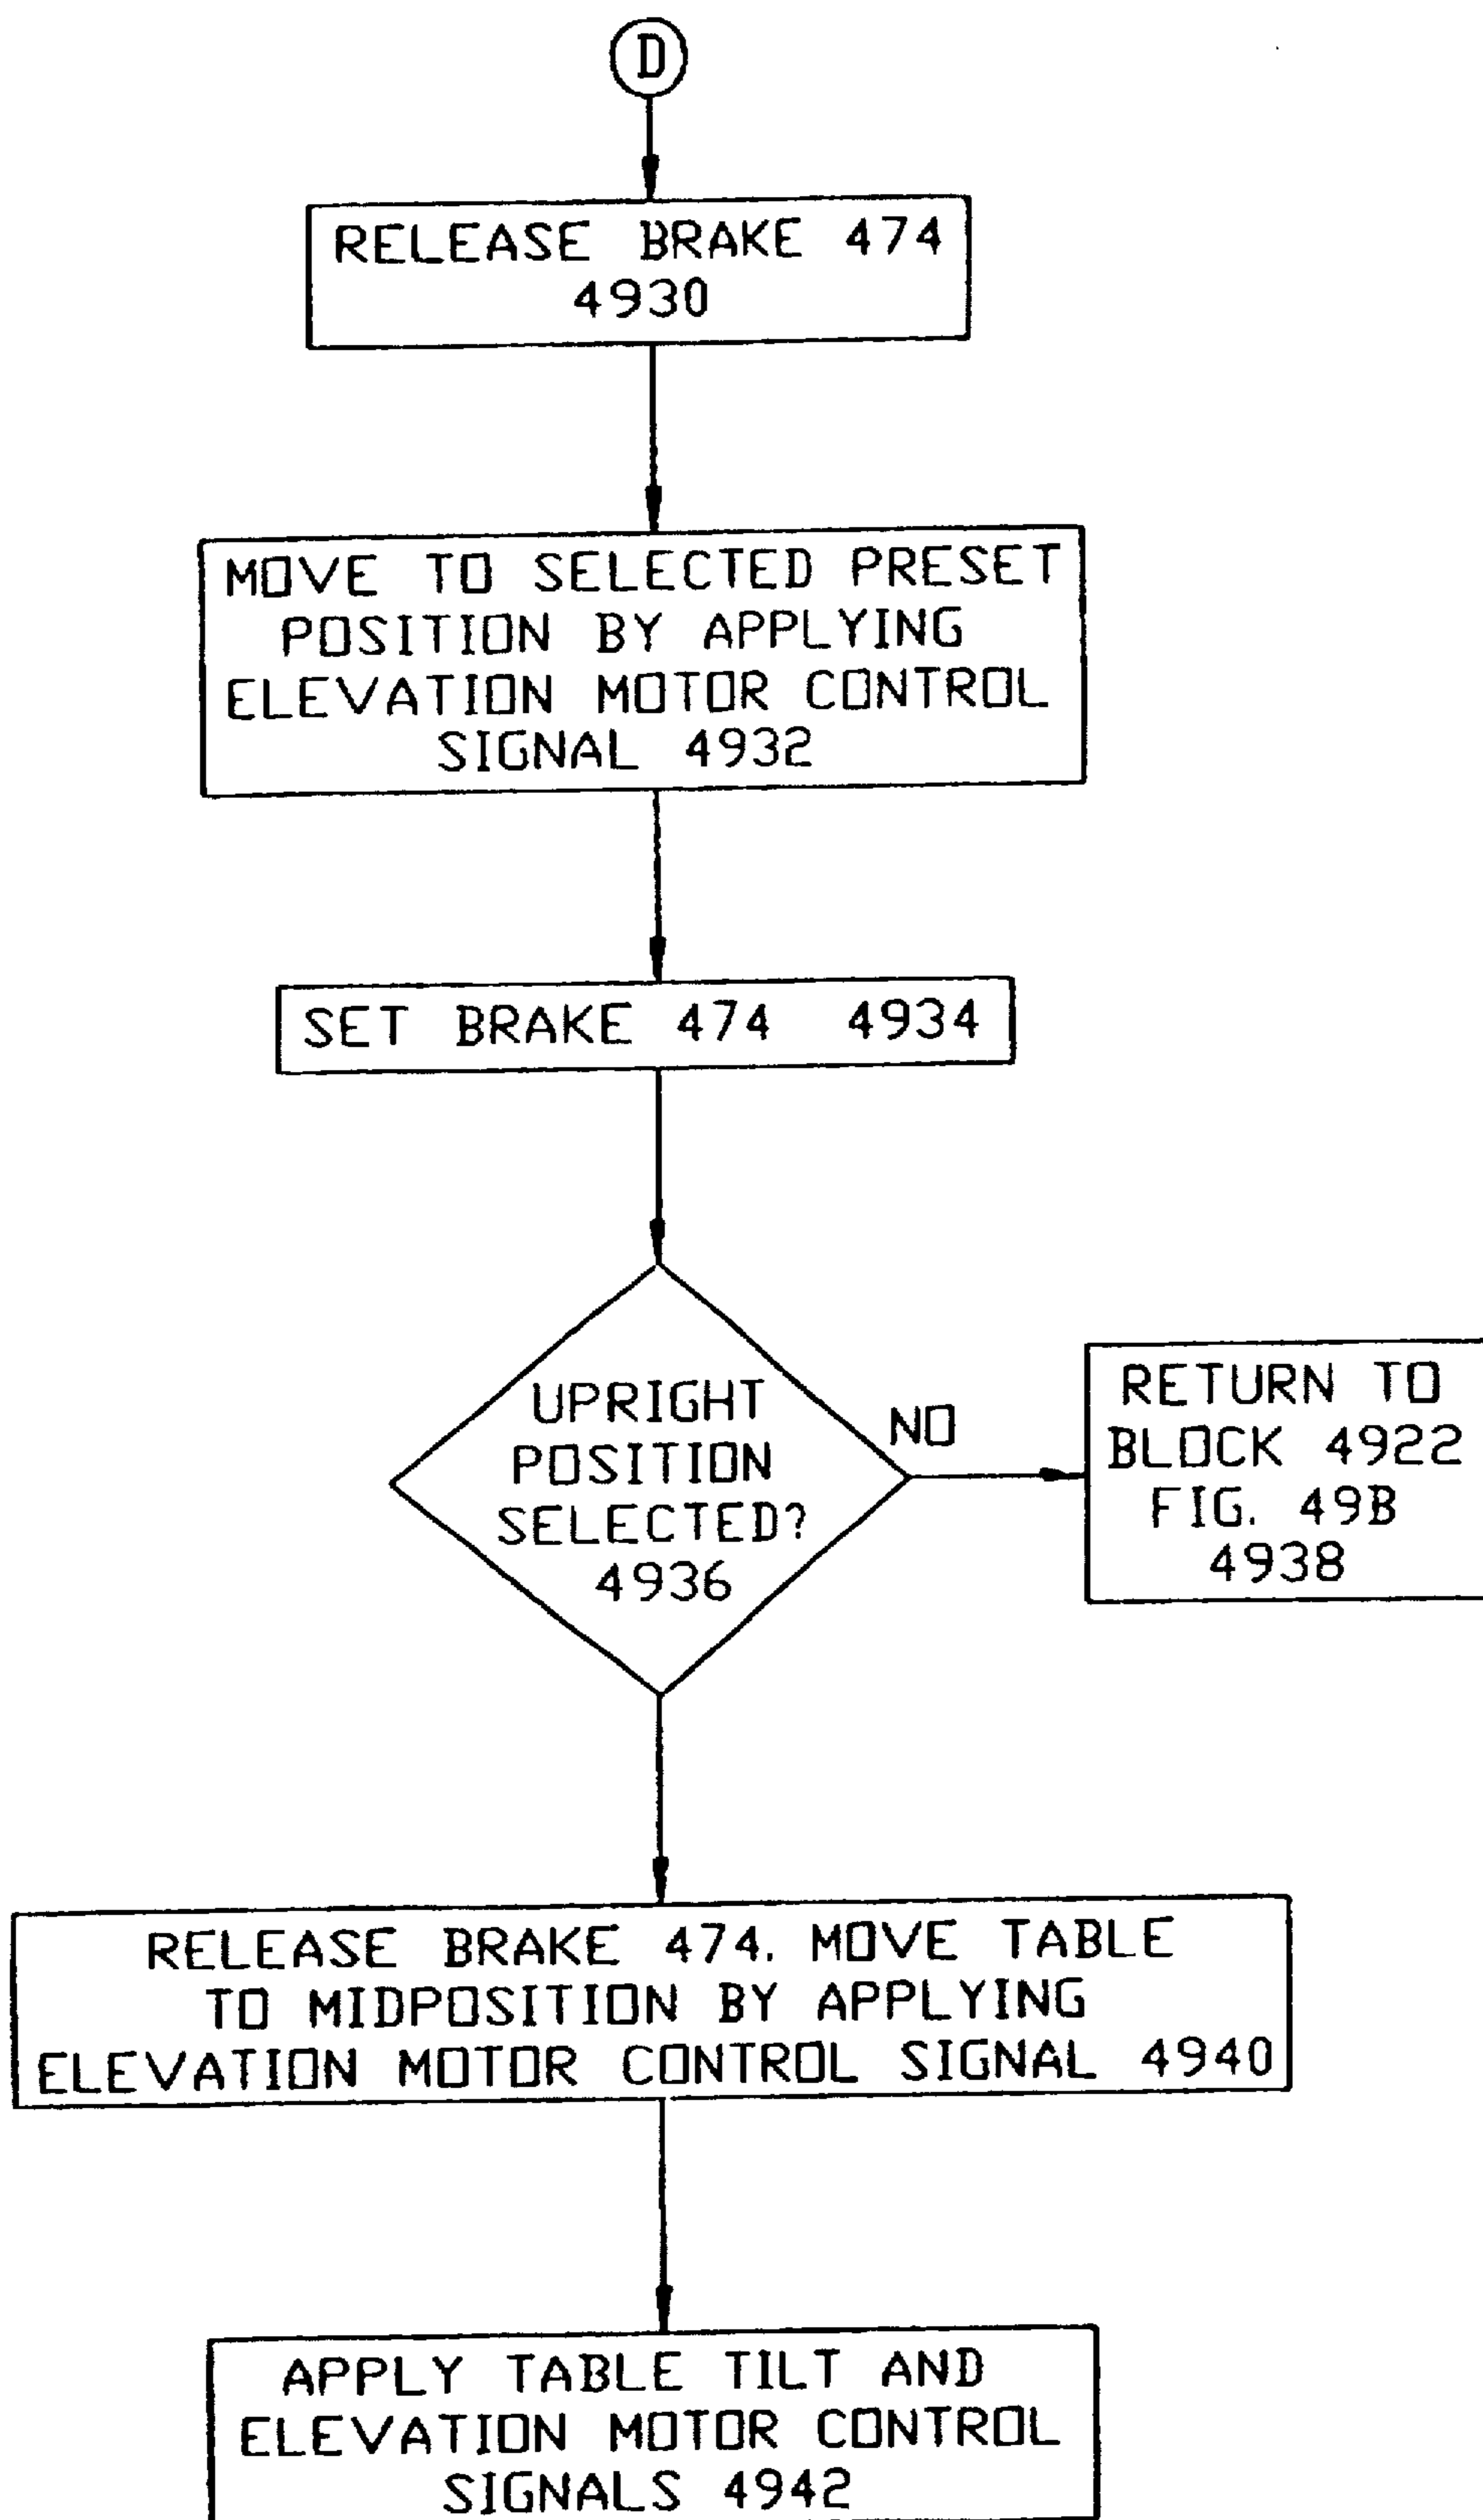 D
RELEASE BRAKE 474
4930
MOVE TO SELECTED PRESET
POSITION BY APPLYING
ELEVATION MOTOR CONTROL
SIGNAL 4932
SET BRAKE 474 4934
UPRIGHT
POSITION
SELECTED?
4936
NO
RETURN TO
BLOCK 4922
FIG. 49B
4938
RELEASE BRAKE 474. MOVE TABLE
TO MIDPOSITION BY APPLYING
ELEVATION MOTOR CONTROL SIGNAL 4940
APPLY TABLE TILT AND
ELEVATION MOTOR CONTROL
SIGNALS 4942